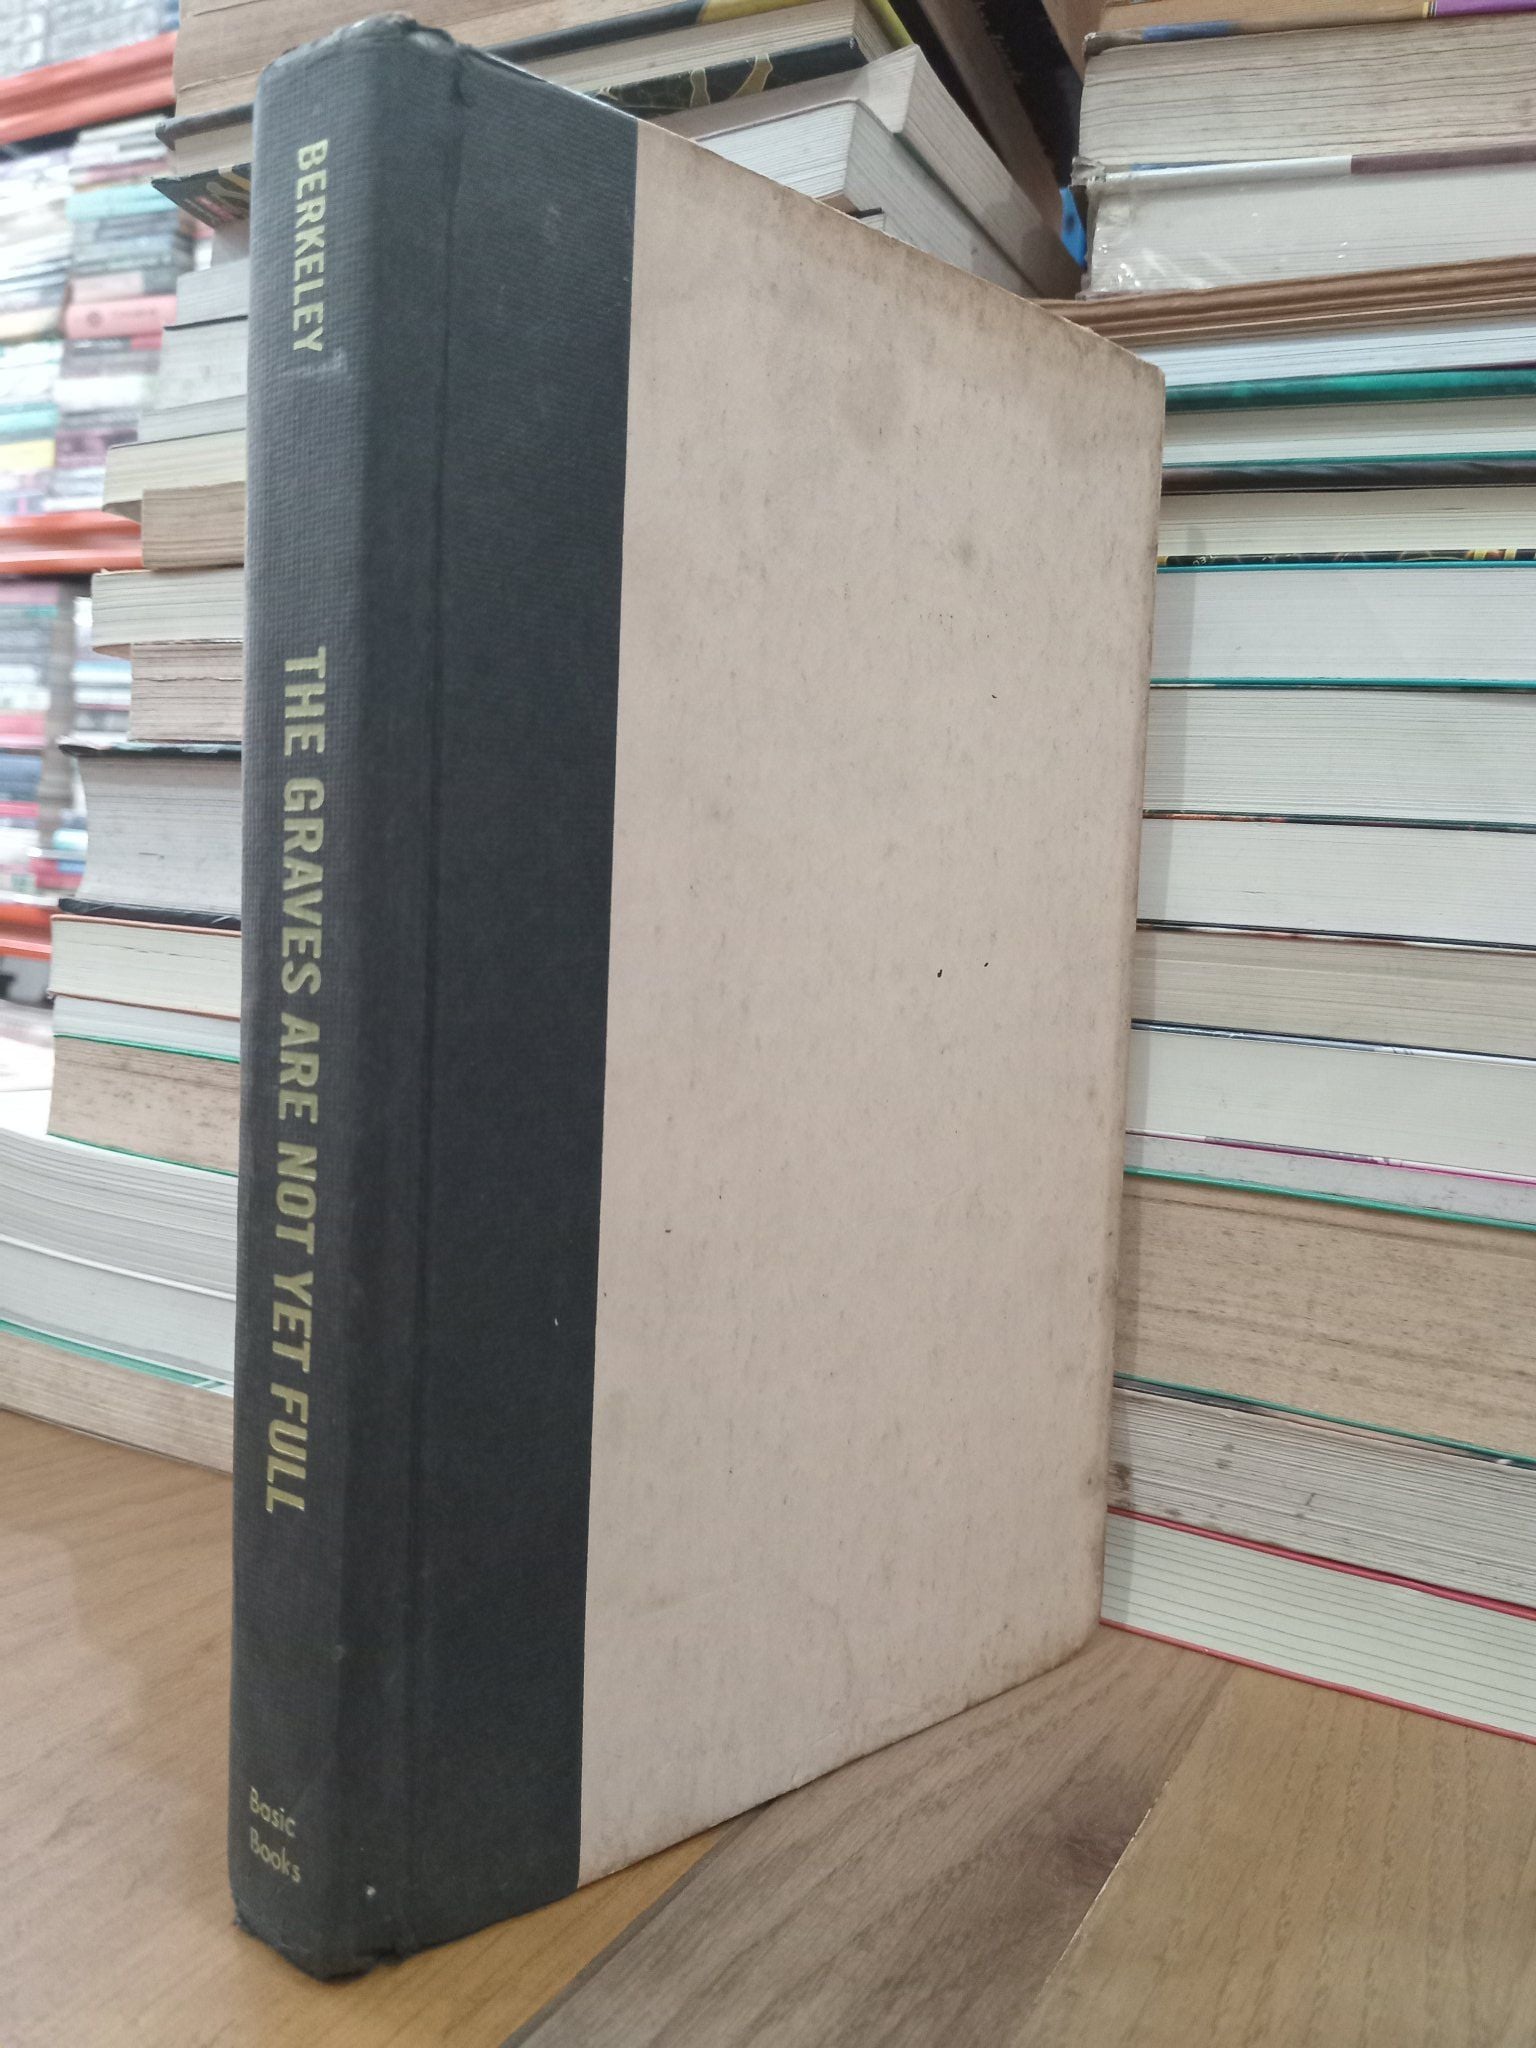 BERKELEY
THE GRAVES ARE NOT YET FULL
Basic
Books